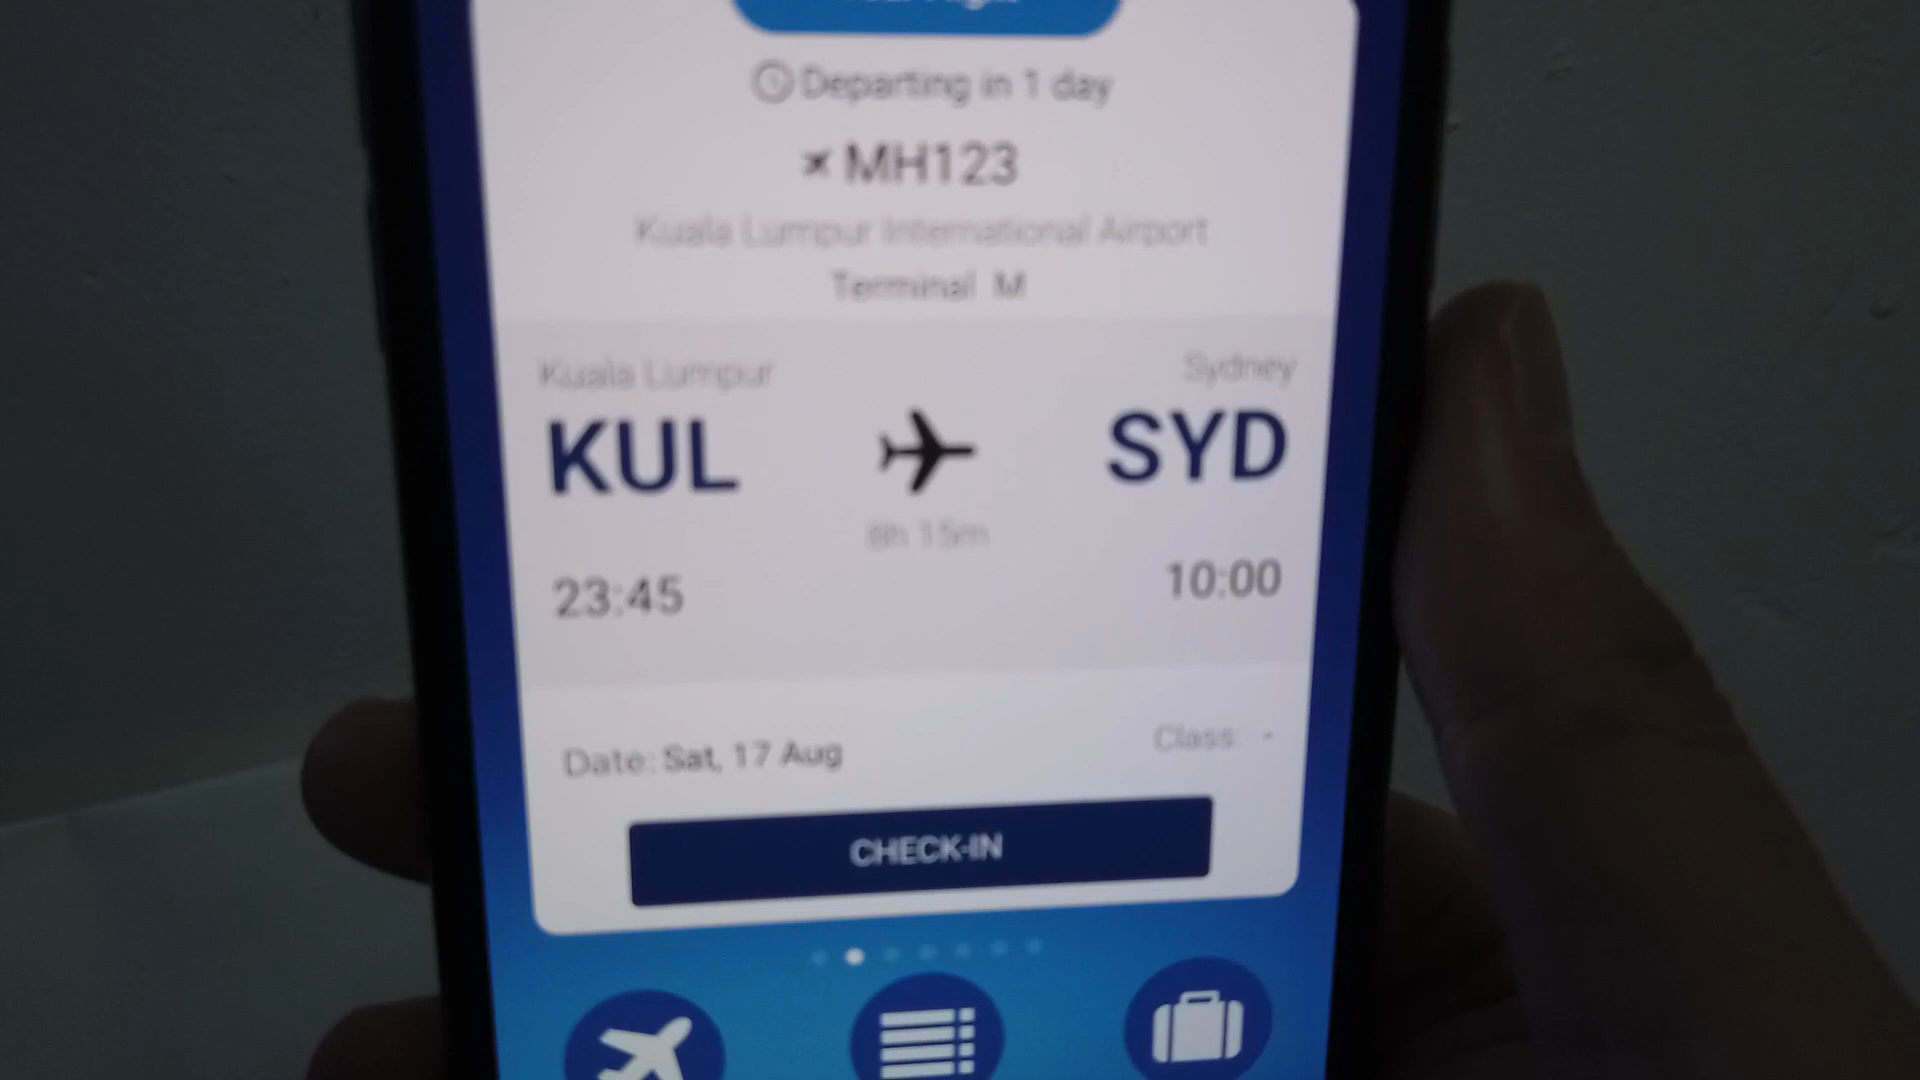 Departing in 1 day
MH123
Kuala Lumpur International Airport
Terminal M
Kuala Lumpur
Sydney
KUL
SYD
8h 15m
23:45
10:00
Date: Sat, 17 Aug
Class: -
CHECK-IN